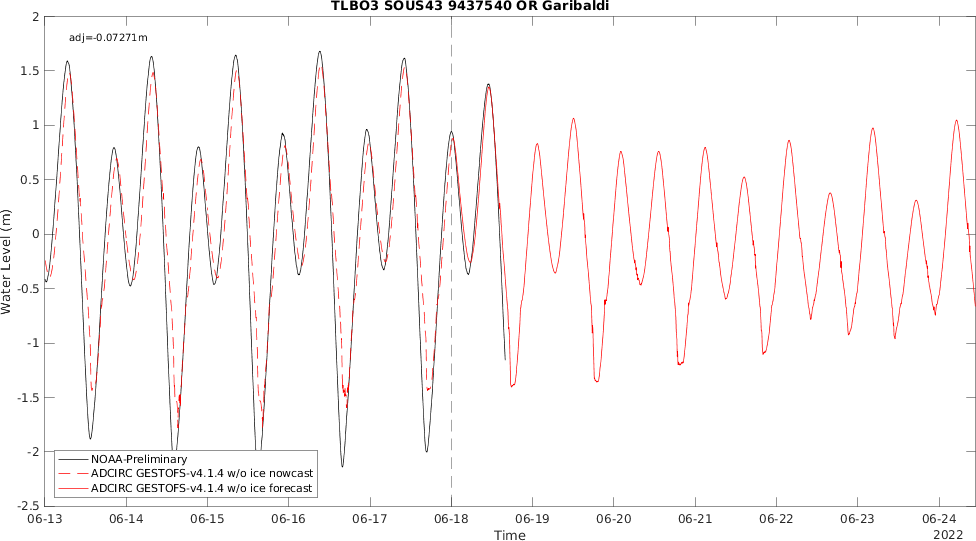 TLBO3 SOUS43 9437540 OR Garibaldi
adj=-0.07271m
2
1.5
1
0.5
0
-0.5
-1
-1.5
-2
-2.5
Water Level (m)
NOAA-Preliminary
ADCIRC GESTOFS-v4.1.4 w/o ice nowcast
ADCIRC GESTOFS-v4.1.4 w/o ice forecast
06-13 06-14 06-15 06-16 06-17 06-18 06-19 06-20 06-21 06-22 06-23 06-24
Time
2022